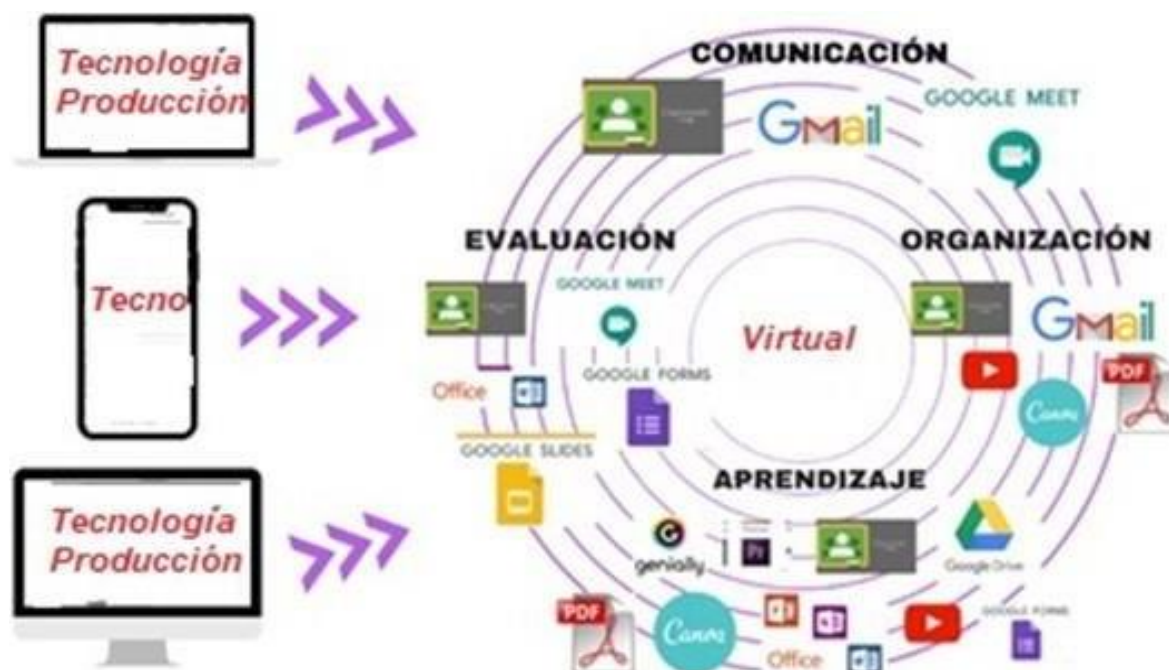 Tecnología
Producción
Tecno
Tecnología
Producción
COMUNICACIÓN
Gmail
GOOGLE MEET
EVALUACIÓN
GOOGLE MEET
Office
GOOGLE FORMS
GOOGLE SLIDES
Virtual
ORGANIZACIÓN
Gmail
PDF
Canva
APRENDIZAJE
genially
Pr
Google Drive
PDF
Canva
Office
GOOGLE FORMS